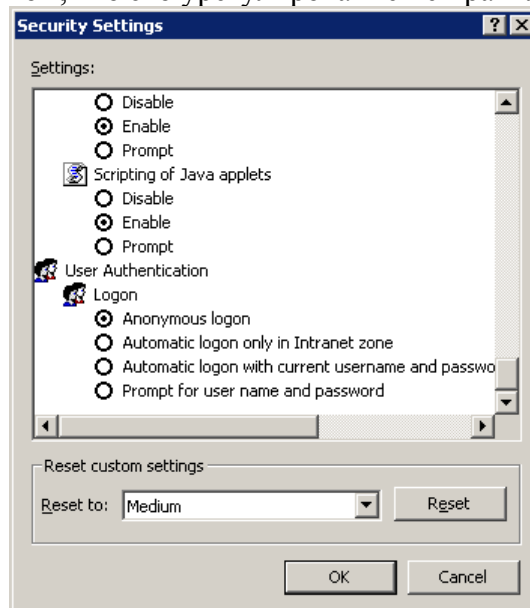 Security Settings
Settings:
Disable
Enable
Prompt
Scripting of Java applets
Disable
Enable
Prompt
User Authentication
Logon
Anonymous logon
Automatic logon only in Intranet zone
Automatic logon with current username and passwo
Prompt for user name and password
Reset custom settings
Reset to: Medium Reset
OK Cancel